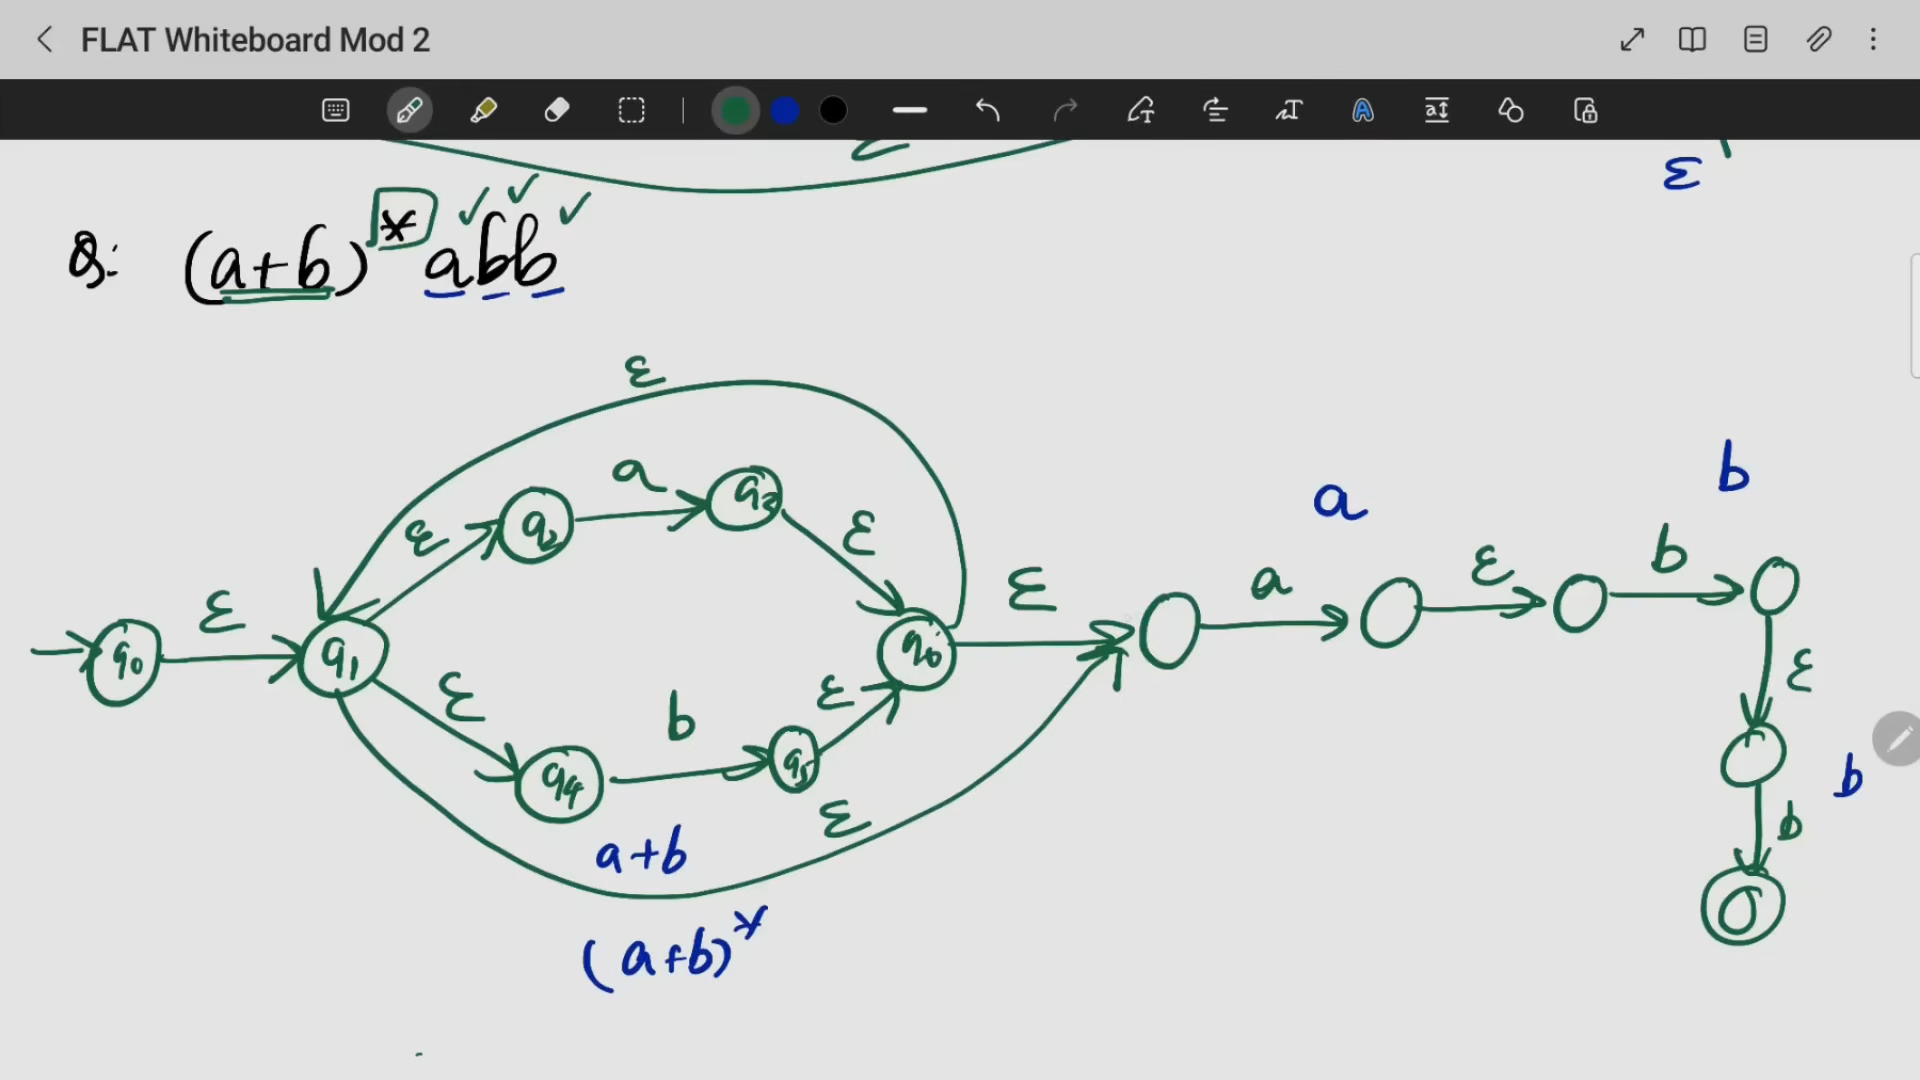 FLAT Whiteboard Mod 2
ε
Q: (a+b)* abb
ε
b
a q3 a
ε q2 ε b
ε a ε
ε
q0 q1 q6
ε b ε ε
q4 q5 b
ε b
a+b
(a+b)*